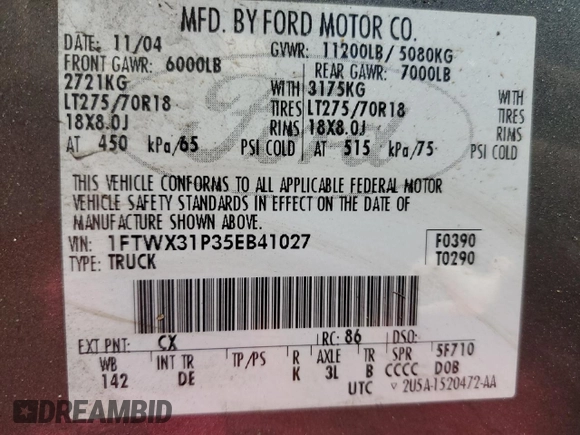 MFD. BY FORD MOTOR CO.
DATE: 11/04 GVWR: 11200LB/ 5080KG
FRONT GAWR: 6000LB REAR GAWR: 7000LB
2721KG WITH 3175KG WITH
LT275/70R18 TIRES LT275/70R18 TIRES
18X8.0J RIMS 18X8.0J RIMS
AT 450 kPa/65 PSI COLD AT 515 kPa/75 PSI COLD
Ford
THIS VEHICLE CONFORMS TO ALL APPLICABLE FEDERAL MOTOR
VEHICLE SAFETY STANDARDS IN EFFECT ON THE DATE OF
MANUFACTURE SHOWN ABOVE.
VIN: 1FTWX31P35EB41027 F0390
TYPE: TRUCK T0290
EXT PNT: CX RC: 86 DSO:
WB INT TR TP/PS R AXLE TR SPR 5F710
142 DE K 3L B CCCC DOB
UTC ▽ 2U5A-1520472-AA
DREAMBID